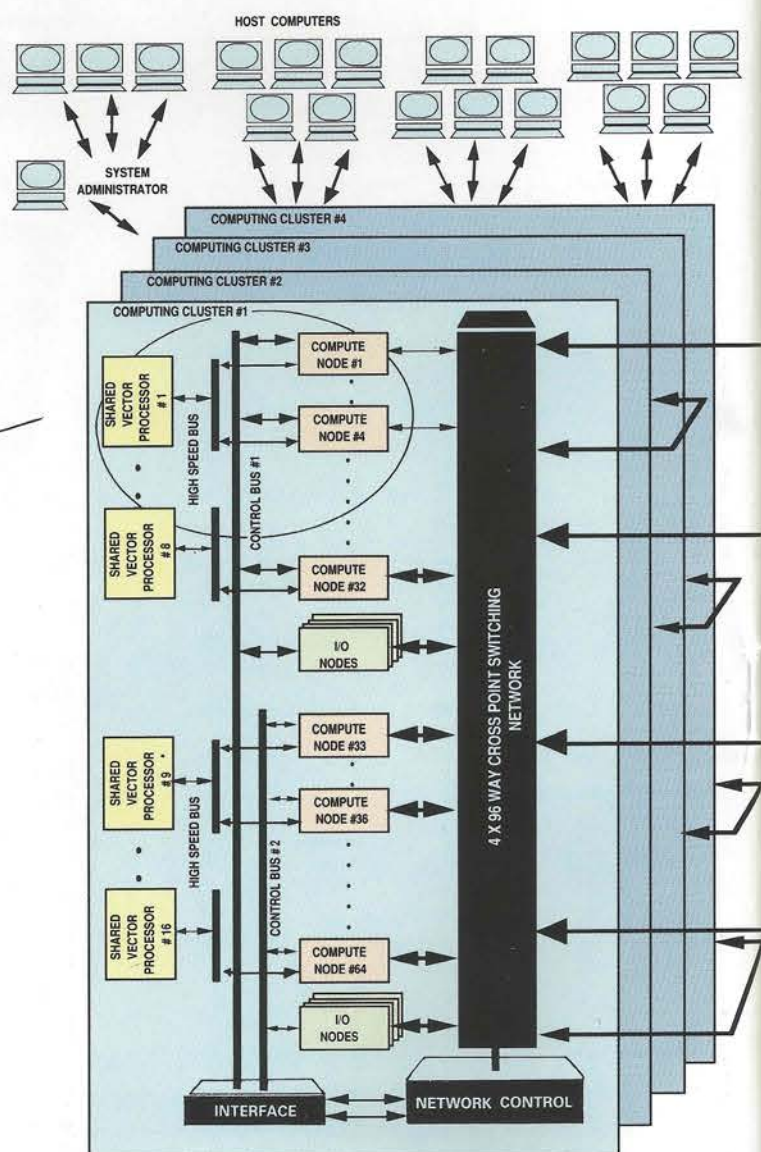 HOST COMPUTERS
SYSTEM
ADMINISTRATOR
COMPUTING CLUSTER #4
COMPUTING CLUSTER #3
COMPUTING CLUSTER #2
COMPUTING CLUSTER #1
SHARED
VECTOR
PROCESSOR
#1
HIGH SPEED BUS
CONTROL BUS #1
COMPUTE
NODE #1
COMPUTE
NODE #4
SHARED
VECTOR
PROCESSOR
#8
COMPUTE
NODE #32
I/O
NODES
4 X 96 WAY CROSS POINT SWITCHING
NETWORK
SHARED
VECTOR
PROCESSOR
#9
HIGH SPEED BUS
CONTROL BUS #2
COMPUTE
NODE #33
COMPUTE
NODE #36
SHARED
VECTOR
PROCESSOR
#16
COMPUTE
NODE #64
I/O
NODES
INTERFACE
NETWORK CONTROL